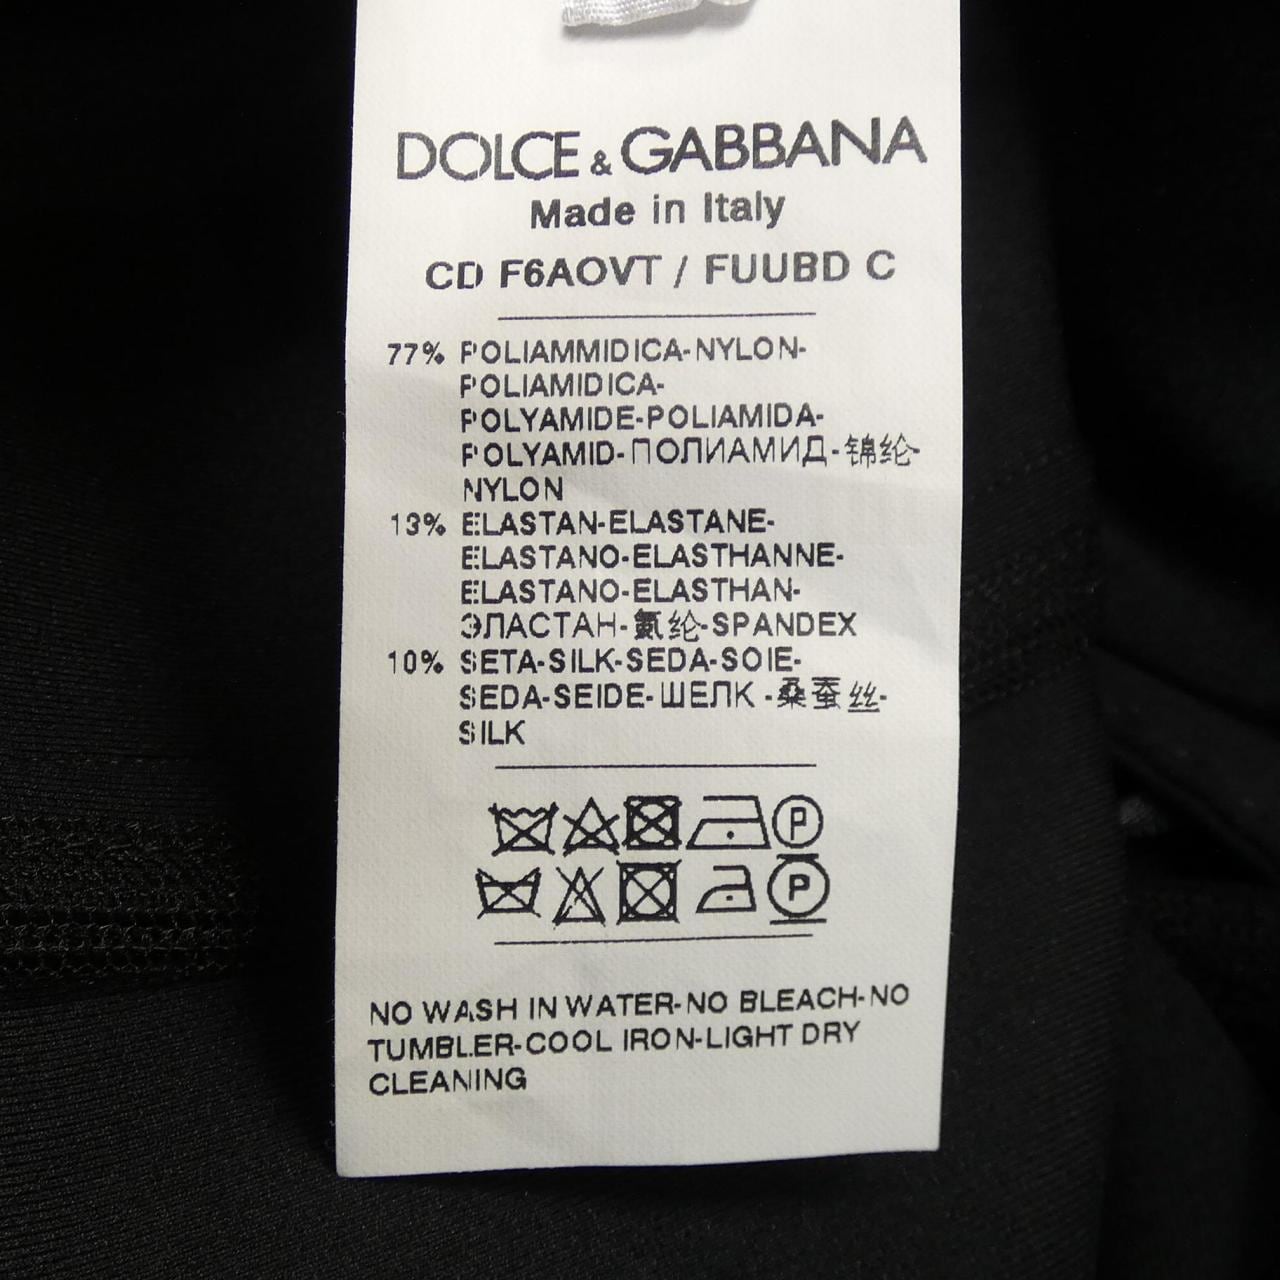 DOLCE & GABBANA
Made in Italy
CD F6AOVT / FUUBD C
77% POLIAMMIDICA-NYLON-
POLIAMIDICA-
POLYAMIDE-POLIAMIDA-
POLYAMID-ПОЛИАМИД-锦纶-
NYLON
13% ELASTAN-ELASTANE-
ELASTANO-ELASTHANNE-
ELASTANO-ELASTHAN-
ЭЛАСТАН-氨纶-SPANDEX
10% SETA-SILK-SEDA-SOIE-
SEDA-SEIDE-ШЕЛК -桑蚕丝-
SILK
P
P
NO WASH IN WATER-NO BLEACH-NO
TUMBLER-COOL IRON-LIGHT DRY
CLEANING